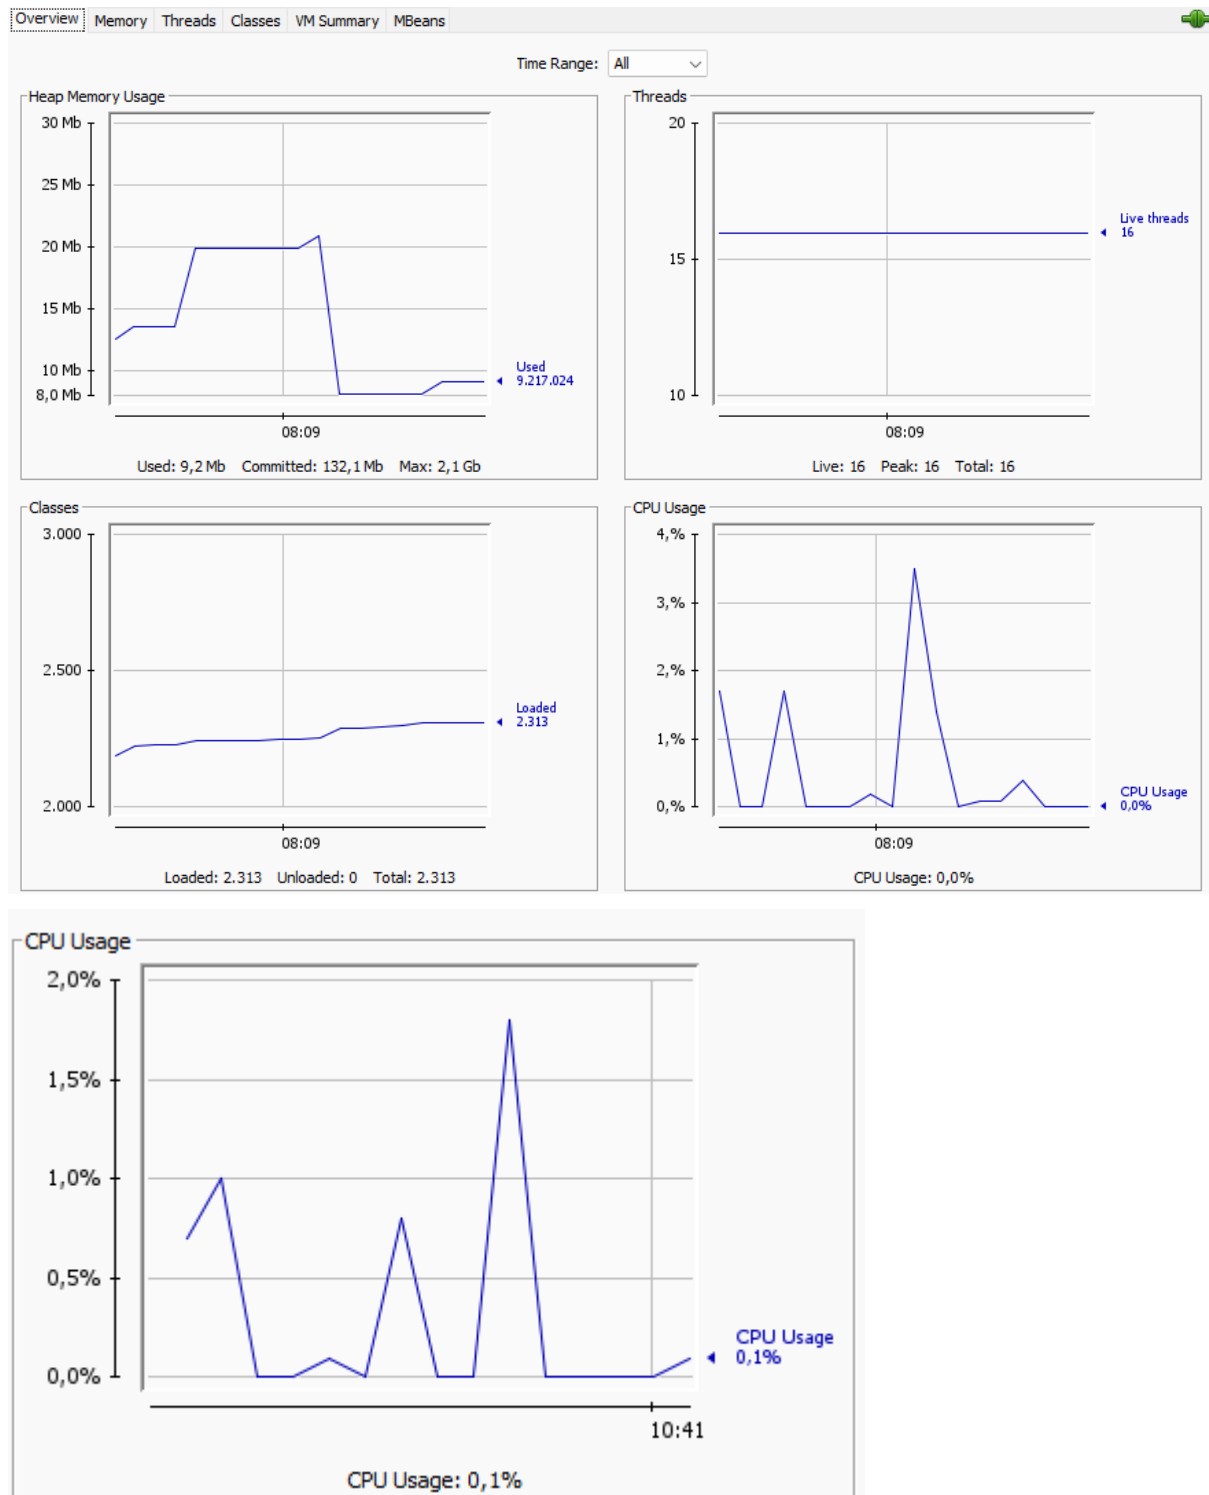 Overview Memory Threads Classes VM Summary MBeans
Time Range: All
Heap Memory Usage
30 Mb
25 Mb
20 Mb
15 Mb
10 Mb
8,0 Mb
Used
9.217.024
08:09
Used: 9,2 Mb Committed: 132,1 Mb Max: 2,1 Gb
Threads
20
15
10
Live threads
16
08:09
Live: 16 Peak: 16 Total: 16
Classes
3.000
2.500
2.000
Loaded
2.313
08:09
Loaded: 2.313 Unloaded: 0 Total: 2.313
CPU Usage
4,%
3,%
2,%
1,%
0,%
CPU Usage
0,0%
08:09
CPU Usage: 0,0%
CPU Usage
2,0%
1,5%
1,0%
0,5%
0,0%
CPU Usage
0,1%
10:41
CPU Usage: 0,1%